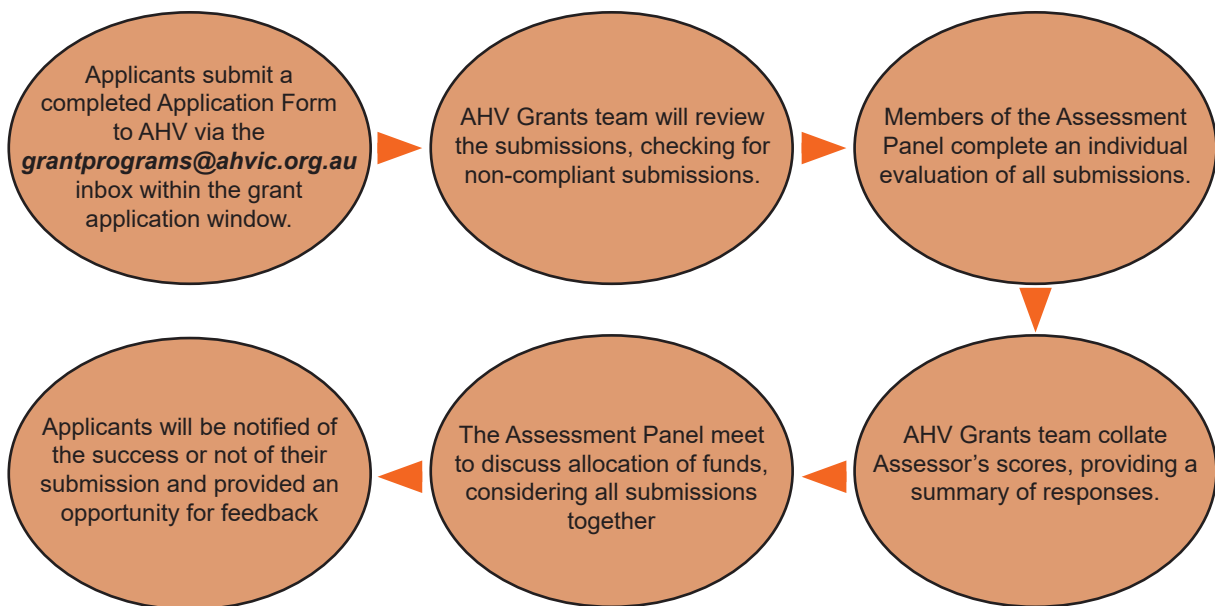 Applicants submit a
completed Application Form
to AHV via the
grantprograms@ahvic.org.au
inbox within the grant
application window.
AHV Grants team will review
the submissions, checking for
non-compliant submissions.
Members of the Assessment
Panel complete an individual
evaluation of all submissions.
AHV Grants team collate
Assessor’s scores, providing a
summary of responses.
The Assessment Panel meet
to discuss allocation of funds,
considering all submissions
together
Applicants will be notified of
the success or not of their
submission and provided an
opportunity for feedback